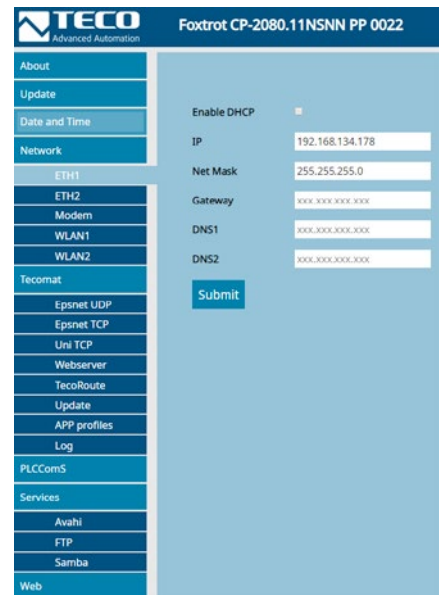 TECO
Advanced Automation
Foxtrot CP-2080.11NSNN PP 0022
About
Update
Date and Time
Network
ETH1
ETH2
Modem
WLAN1
WLAN2
Tecomat
Epsnet UDP
Epsnet TCP
Uni TCP
Webserver
TecoRoute
Update
APP profiles
Log
PLCComS
Services
Avahi
FTP
Samba
Web
Enable DHCP
IP 192.168.134.178
Net Mask 255.255.255.0
Gateway xxx.xxx.xxx.xxx
DNS1 xxx.xxx.xxx.xxx
DNS2 xxx.xxx.xxx.xxx
Submit